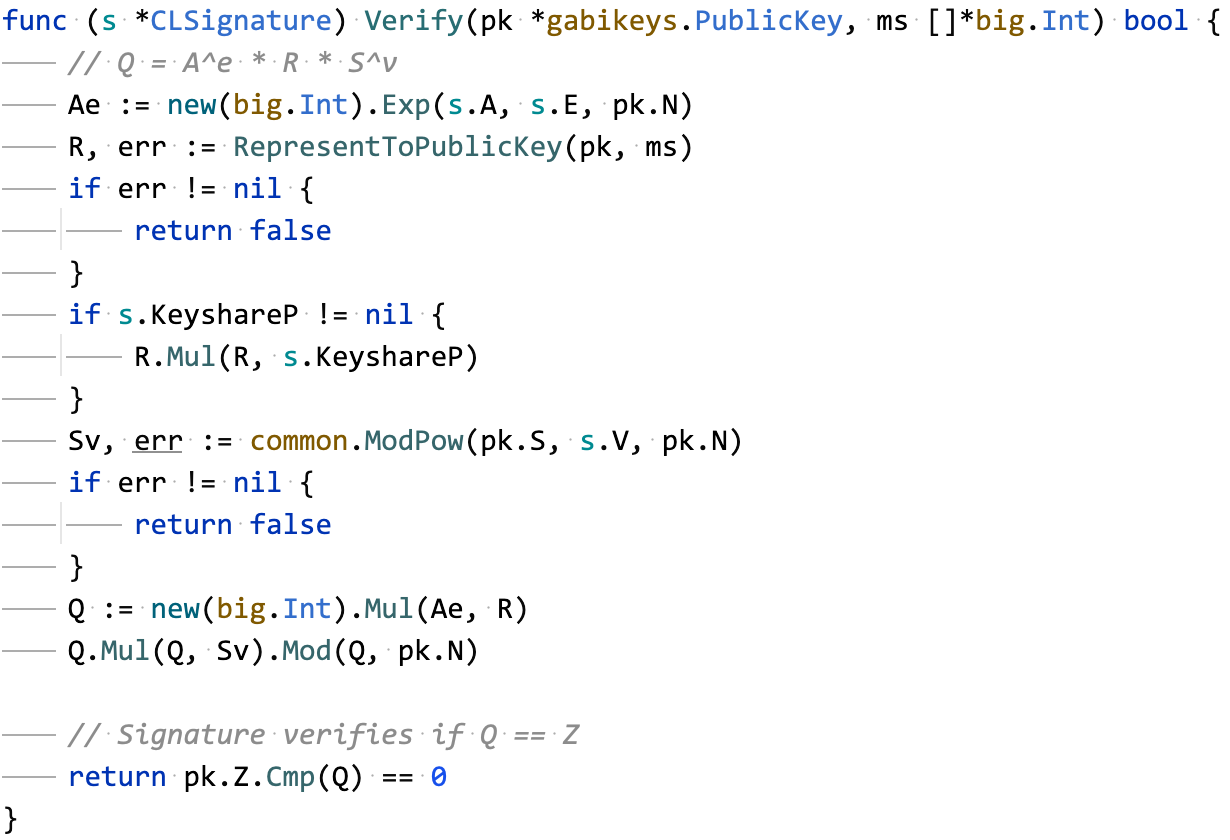 func (s *CLSignature) Verify(pk *gabikeys.PublicKey, ms []*big.Int) bool {
// Q = A^e * R * S^v
Ae := new(big.Int).Exp(s.A, s.E, pk.N)
R, err := RepresentToPublicKey(pk, ms)
if err != nil {
return false
}
if s.KeyshareP != nil {
R.Mul(R, s.KeyshareP)
}
Sv, err := common.ModPow(pk.S, s.V, pk.N)
if err != nil {
return false
}
Q := new(big.Int).Mul(Ae, R)
Q.Mul(Q, Sv).Mod(Q, pk.N)
// Signature verifies if Q == Z
return pk.Z.Cmp(Q) == 0
}